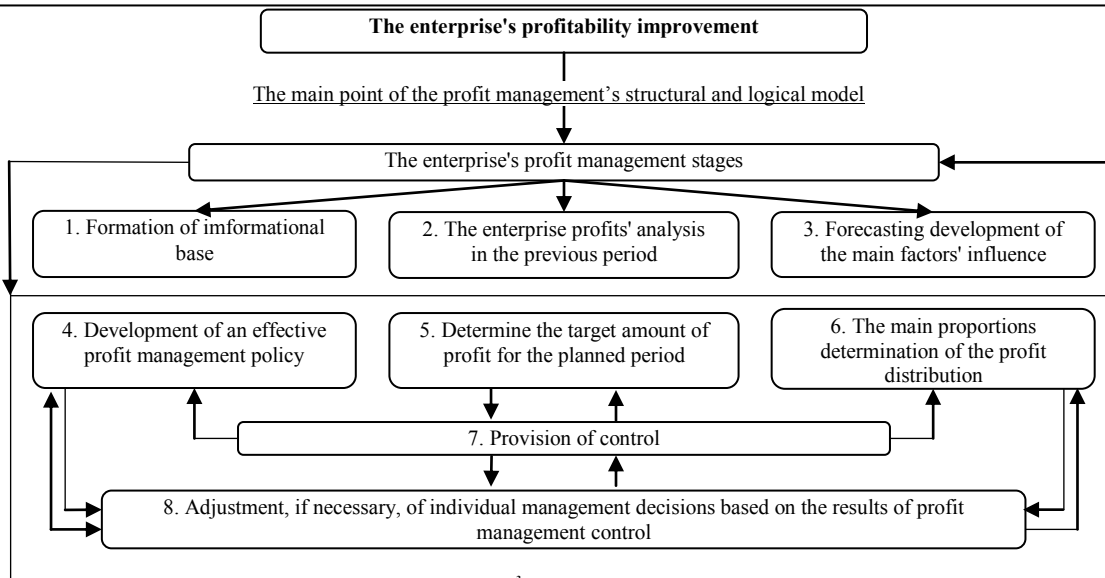 The enterprise's profitability improvement
The main point of the profit management’s structural and logical model
The enterprise's profit management stages
1. Formation of imformational
base
2. The enterprise profits' analysis
in the previous period
3. Forecasting development of
the main factors' influence
4. Development of an effective
profit management policy
5. Determine the target amount of
profit for the planned period
6. The main proportions
determination of the profit
distribution
7. Provision of control
8. Adjustment, if necessary, of individual management decisions based on the results of profit
management control